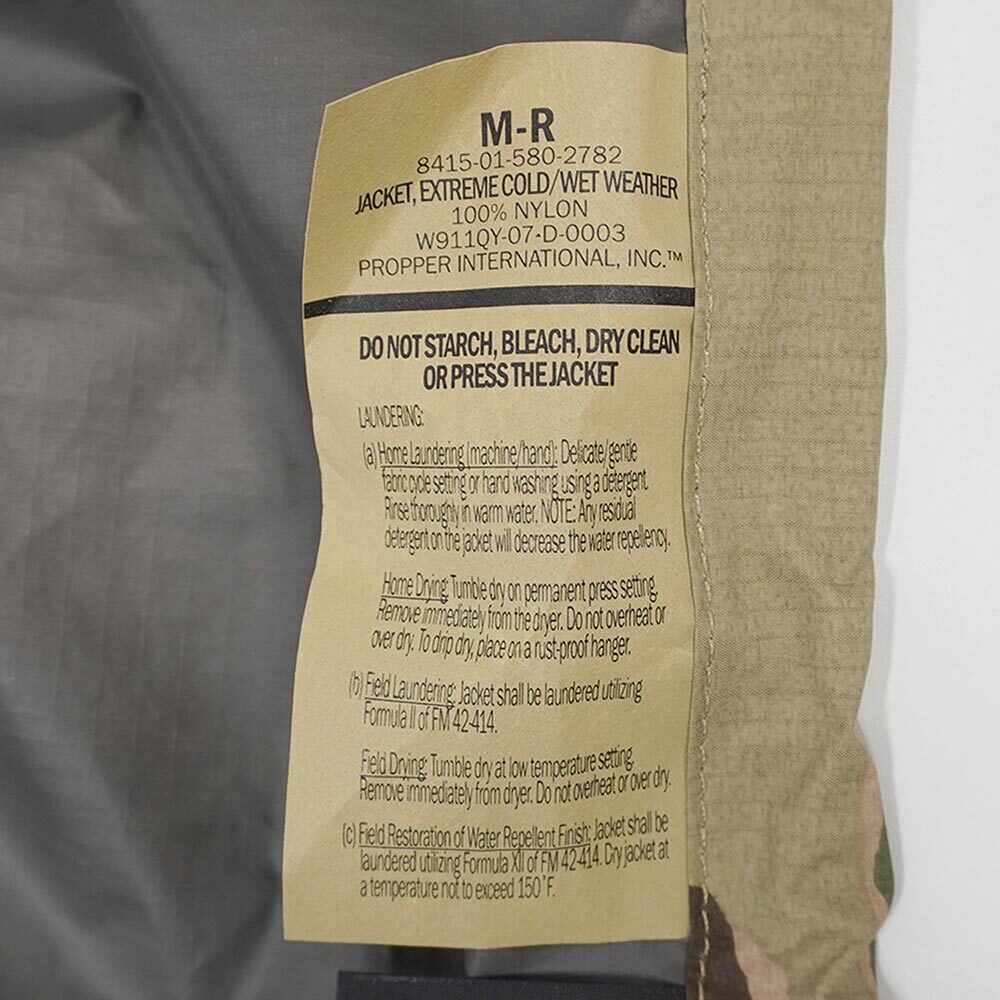 M-R
8415-01-580-2782
JACKET, EXTREME COLD/WET WEATHER
100% NYLON
W911QY-07-D-0003
PROPPER INTERNATIONAL, INC.™
DO NOT STARCH, BLEACH, DRY CLEAN
OR PRESS THE JACKET
LAUNDERING:
(a) Home Laundering (machine/hand): Delicate/gentle
fabric cycle setting or hand washing using a detergent.
Rinse thoroughly in warm water. NOTE: Any residual
detergent on the jacket will decrease the water repellency.
Home Drying: Tumble dry on permanent press setting.
Remove immediately from the dryer. Do not overheat or
over dry. To drip dry, place on a rust-proof hanger.
(b) Field Laundering: Jacket shall be laundered utilizing
Formula II of FM 42-414.
Field Drying: Tumble dry at low temperature setting.
Remove immediately from dryer. Do not overheat or over dry.
(c) Field Restoration of Water Repellent Finish: Jacket shall be
laundered utilizing Formula XII of FM 42-414. Dry jacket at
a temperature not to exceed 150°F.